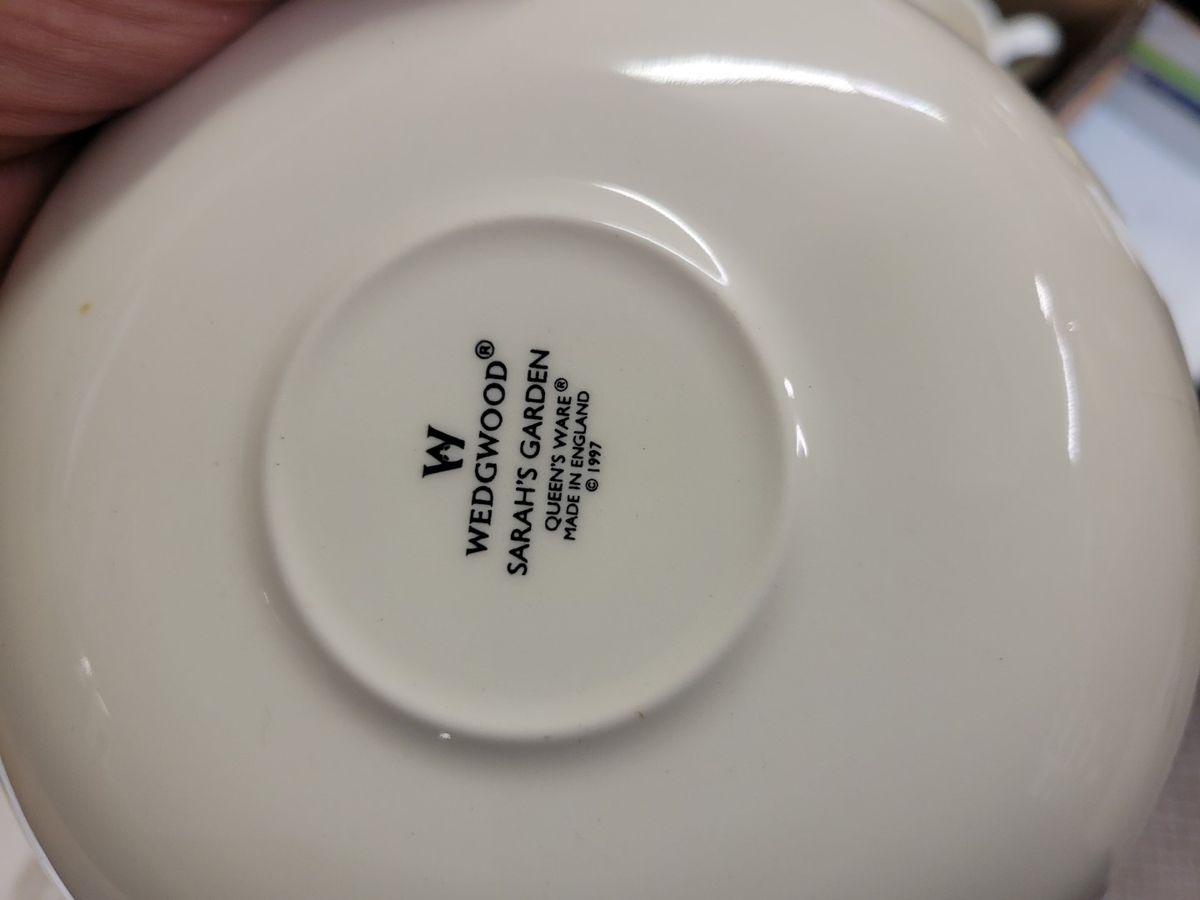 W
WEDGWOOD®
SARAH'S GARDEN
QUEEN'S WARE®
MADE IN ENGLAND
© 1997